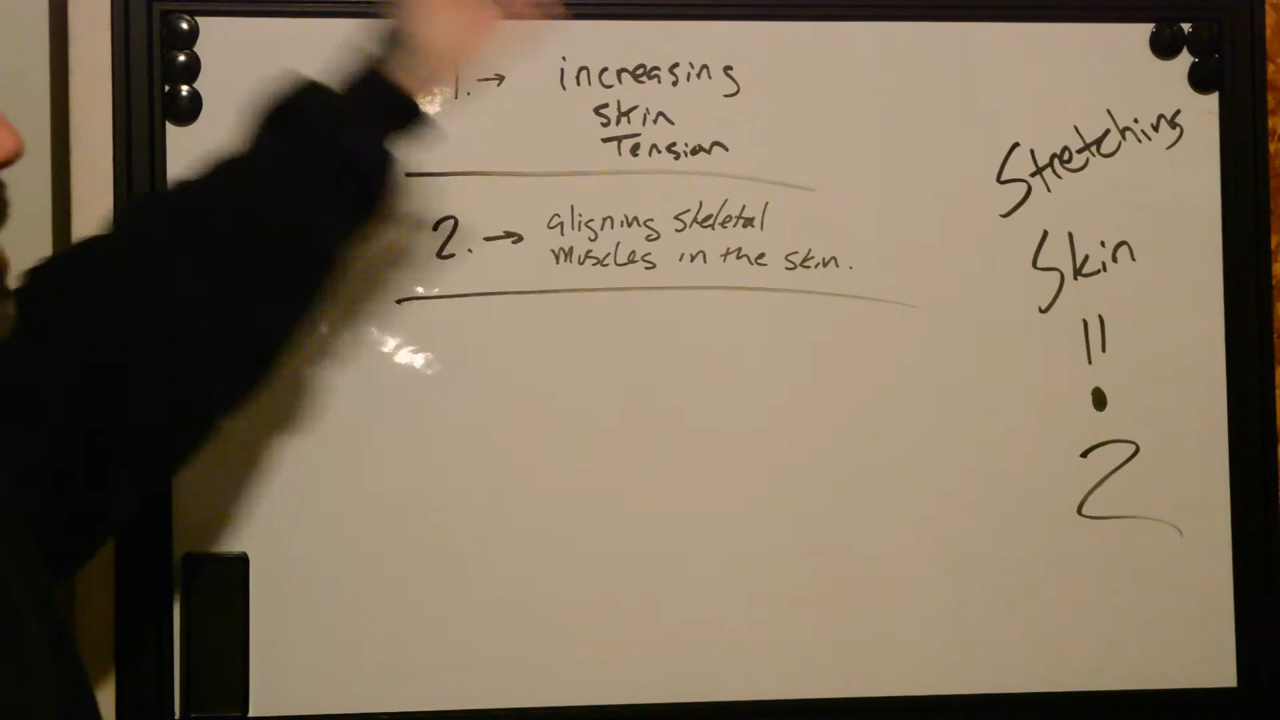 1. → increasing
skin
Tension
2. → aligning skeletal
muscles in the skin.
Stretching
Skin
!!
2